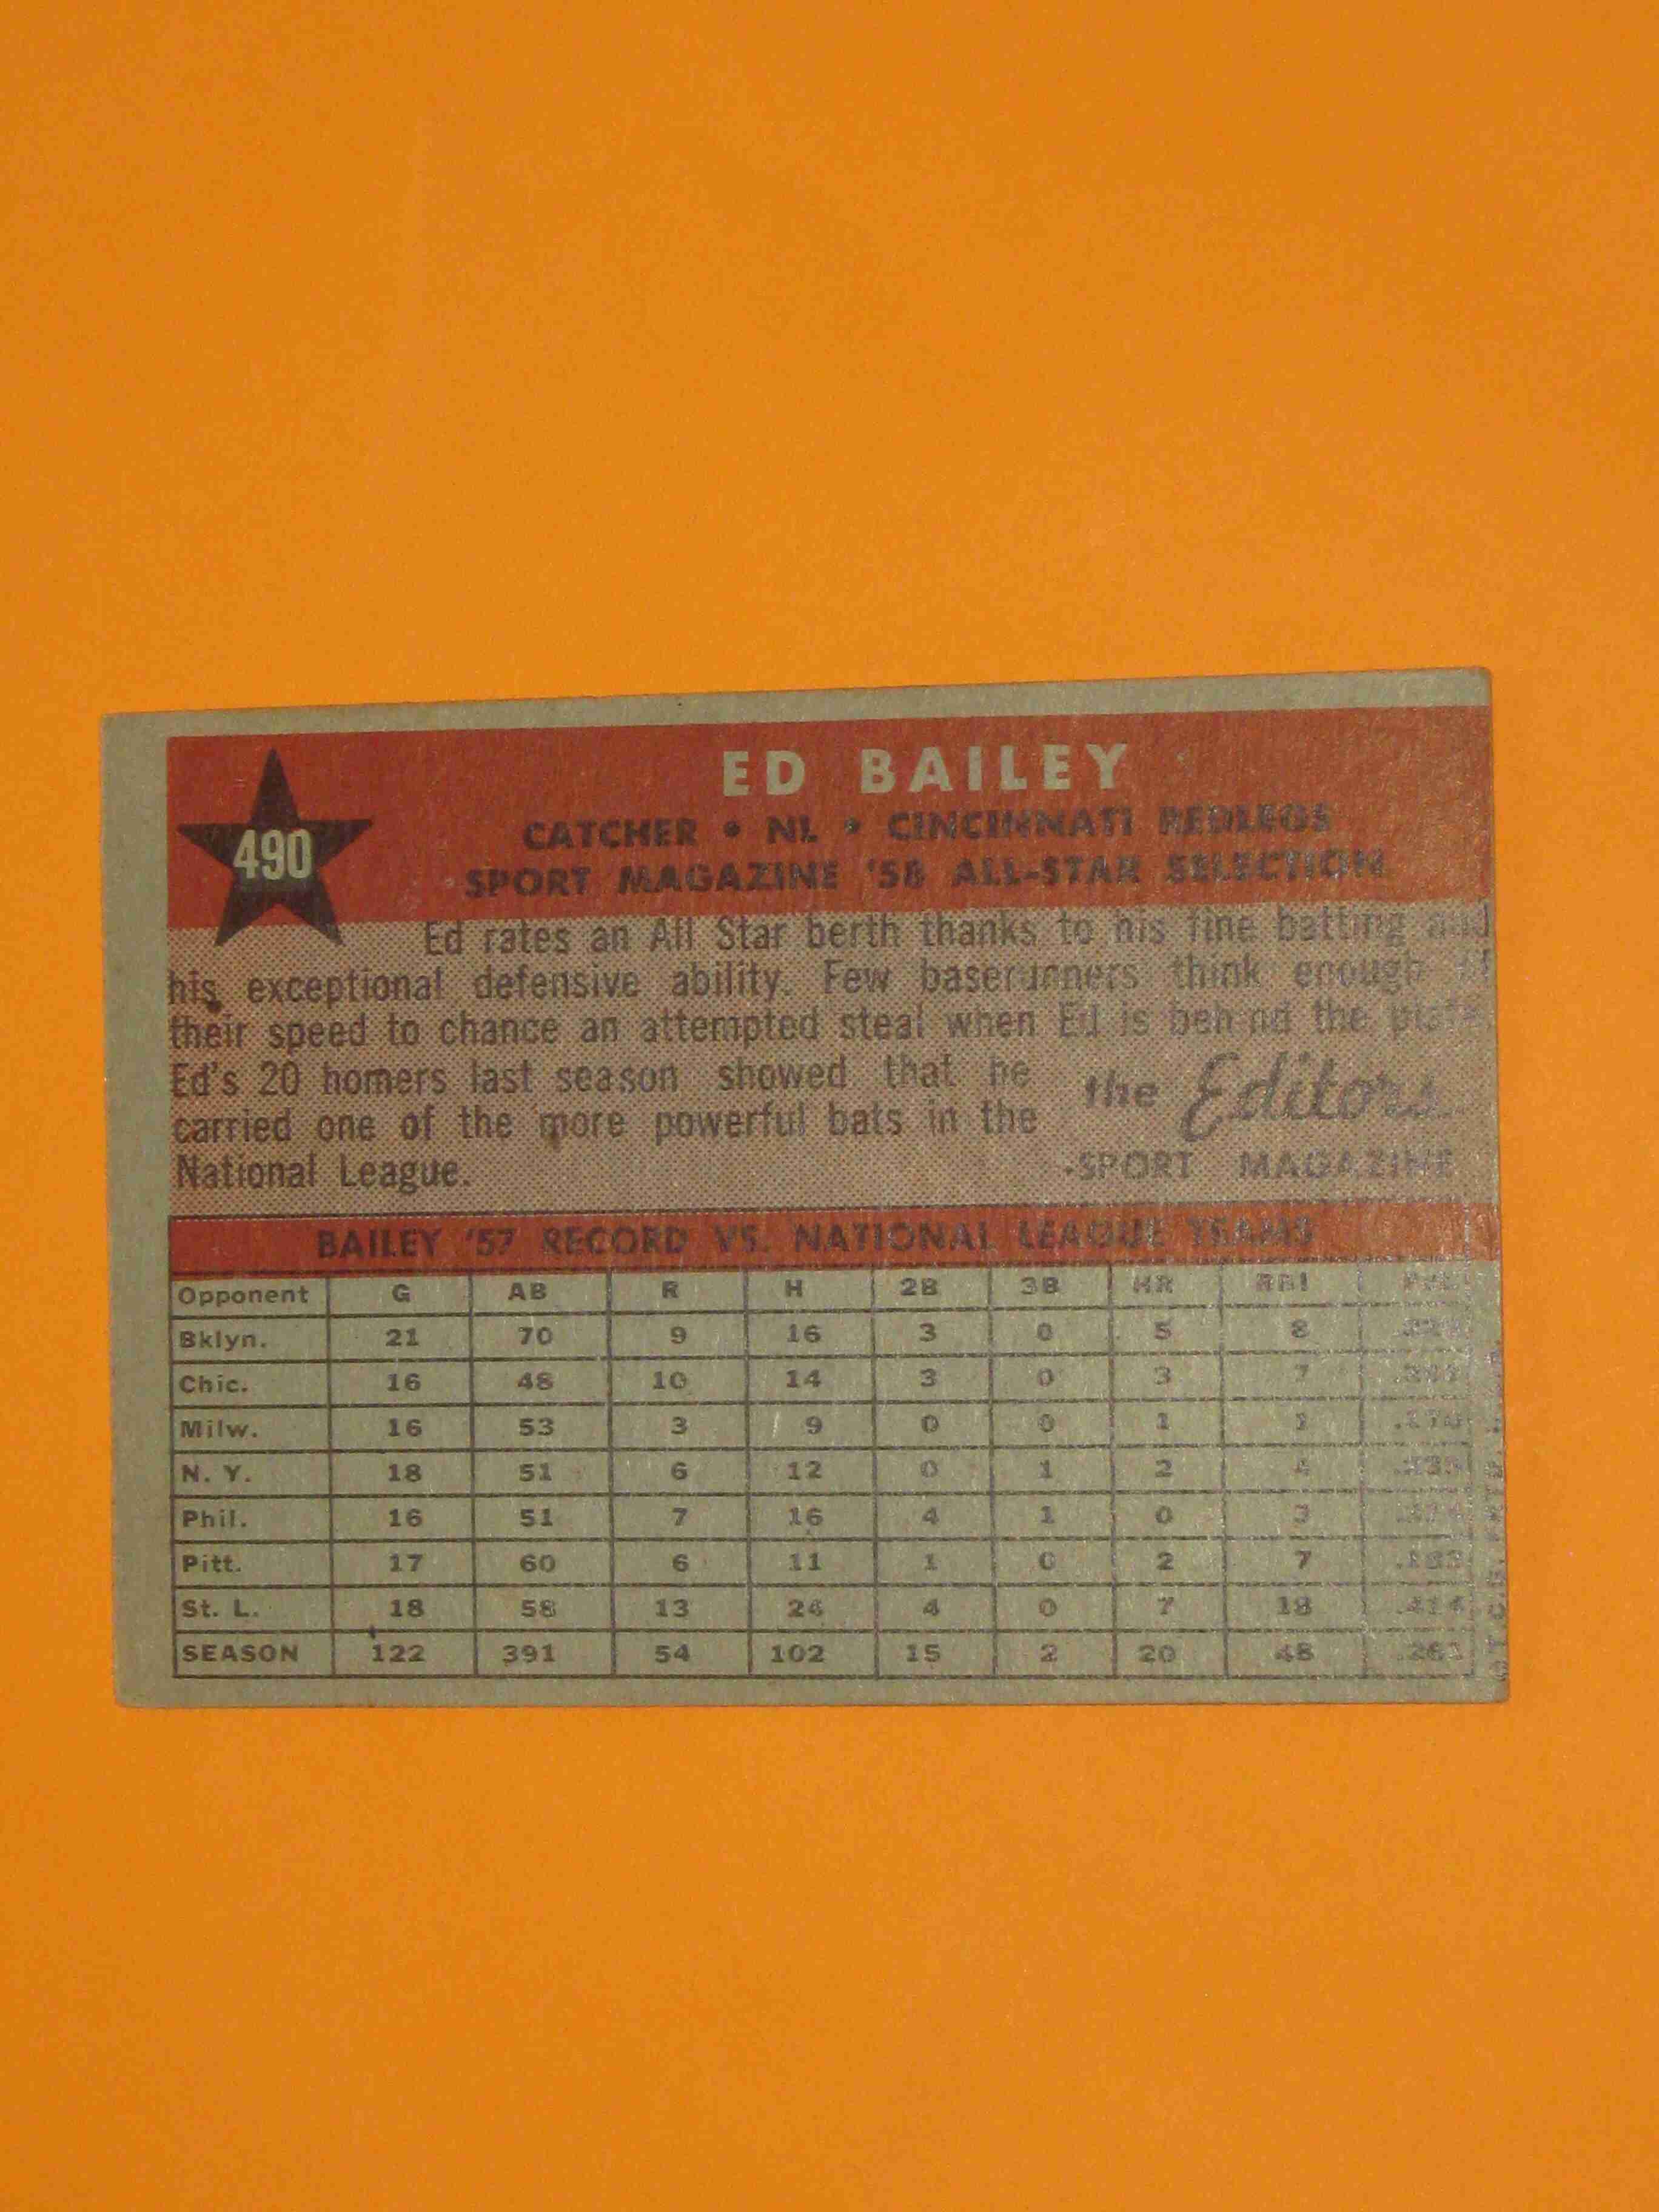 ED BAILEY
490
CATCHER • NL • CINCINNATI REDLEGS
SPORT MAGAZINE '58 ALL-STAR SELECTION
Ed rates an All Star berth thanks to his fine batting and
his exceptional defensive ability. Few baserunners think enough of
their speed to chance an attempted steal when Ed is behind the plate.
Ed's 20 homers last season showed that he
carried one of the more powerful bats in the
National League.
the Editors
SPORT MAGAZINE
BAILEY '57 RECORD VS. NATIONAL LEAGUE TEAMS
Opponent G AB R H 2B 3B HR RBI
Bklyn. 21 70 9 16 3 0 5 8
Chic. 16 48 10 14 3 0 3 7
Milw. 16 53 3 9 0 0 1 1 .170
N. Y. 18 51 6 12 0 1 2 4
Phil. 16 51 7 16 4 1 0 3
Pitt. 17 60 6 11 1 0 2 7 .183
St. L. 18 58 13 24 4 0 7 18 .414
SEASON 122 391 54 102 15 2 20 48 .261